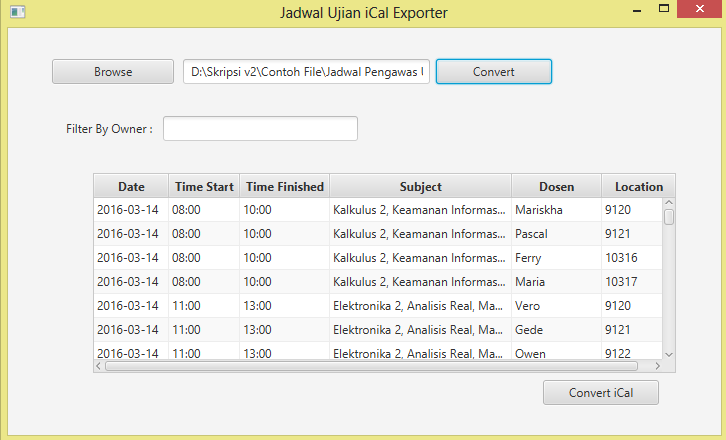 Jadwal Ujian iCal Exporter
Browse D:\Skripsi v2\Contoh File\Jadwal Pengawas Convert
Filter By Owner :
Date Time Start Time Finished Subject Dosen Location
2016-03-14 08:00 10:00 Kalkulus 2, Keamanan Informas... Mariskha 9120
2016-03-14 08:00 10:00 Kalkulus 2, Keamanan Informas... Pascal 9121
2016-03-14 08:00 10:00 Kalkulus 2, Keamanan Informas... Ferry 10316
2016-03-14 08:00 10:00 Kalkulus 2, Keamanan Informas... Maria 10317
2016-03-14 11:00 13:00 Elektronika 2, Analisis Real, Ma... Vero 9120
2016-03-14 11:00 13:00 Elektronika 2, Analisis Real, Ma... Gede 9121
2016-03-14 11:00 13:00 Elektronika 2, Analisis Real, Ma... Owen 9122
Convert iCal